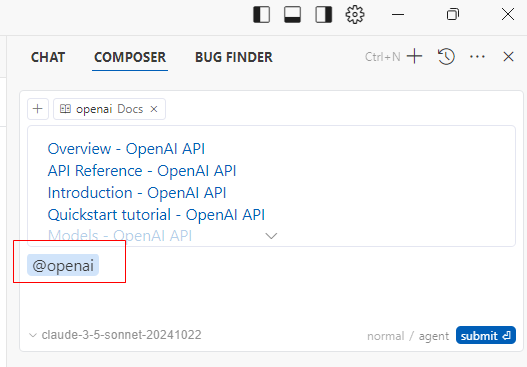 CHAT COMPOSER BUG FINDER Ctrl+N
openai Docs
Overview - OpenAI API
API Reference - OpenAI API
Introduction - OpenAI API
Quickstart tutorial - OpenAI API
Models - OpenAI API
@openai
claude-3-5-sonnet-20241022 normal / agent submit